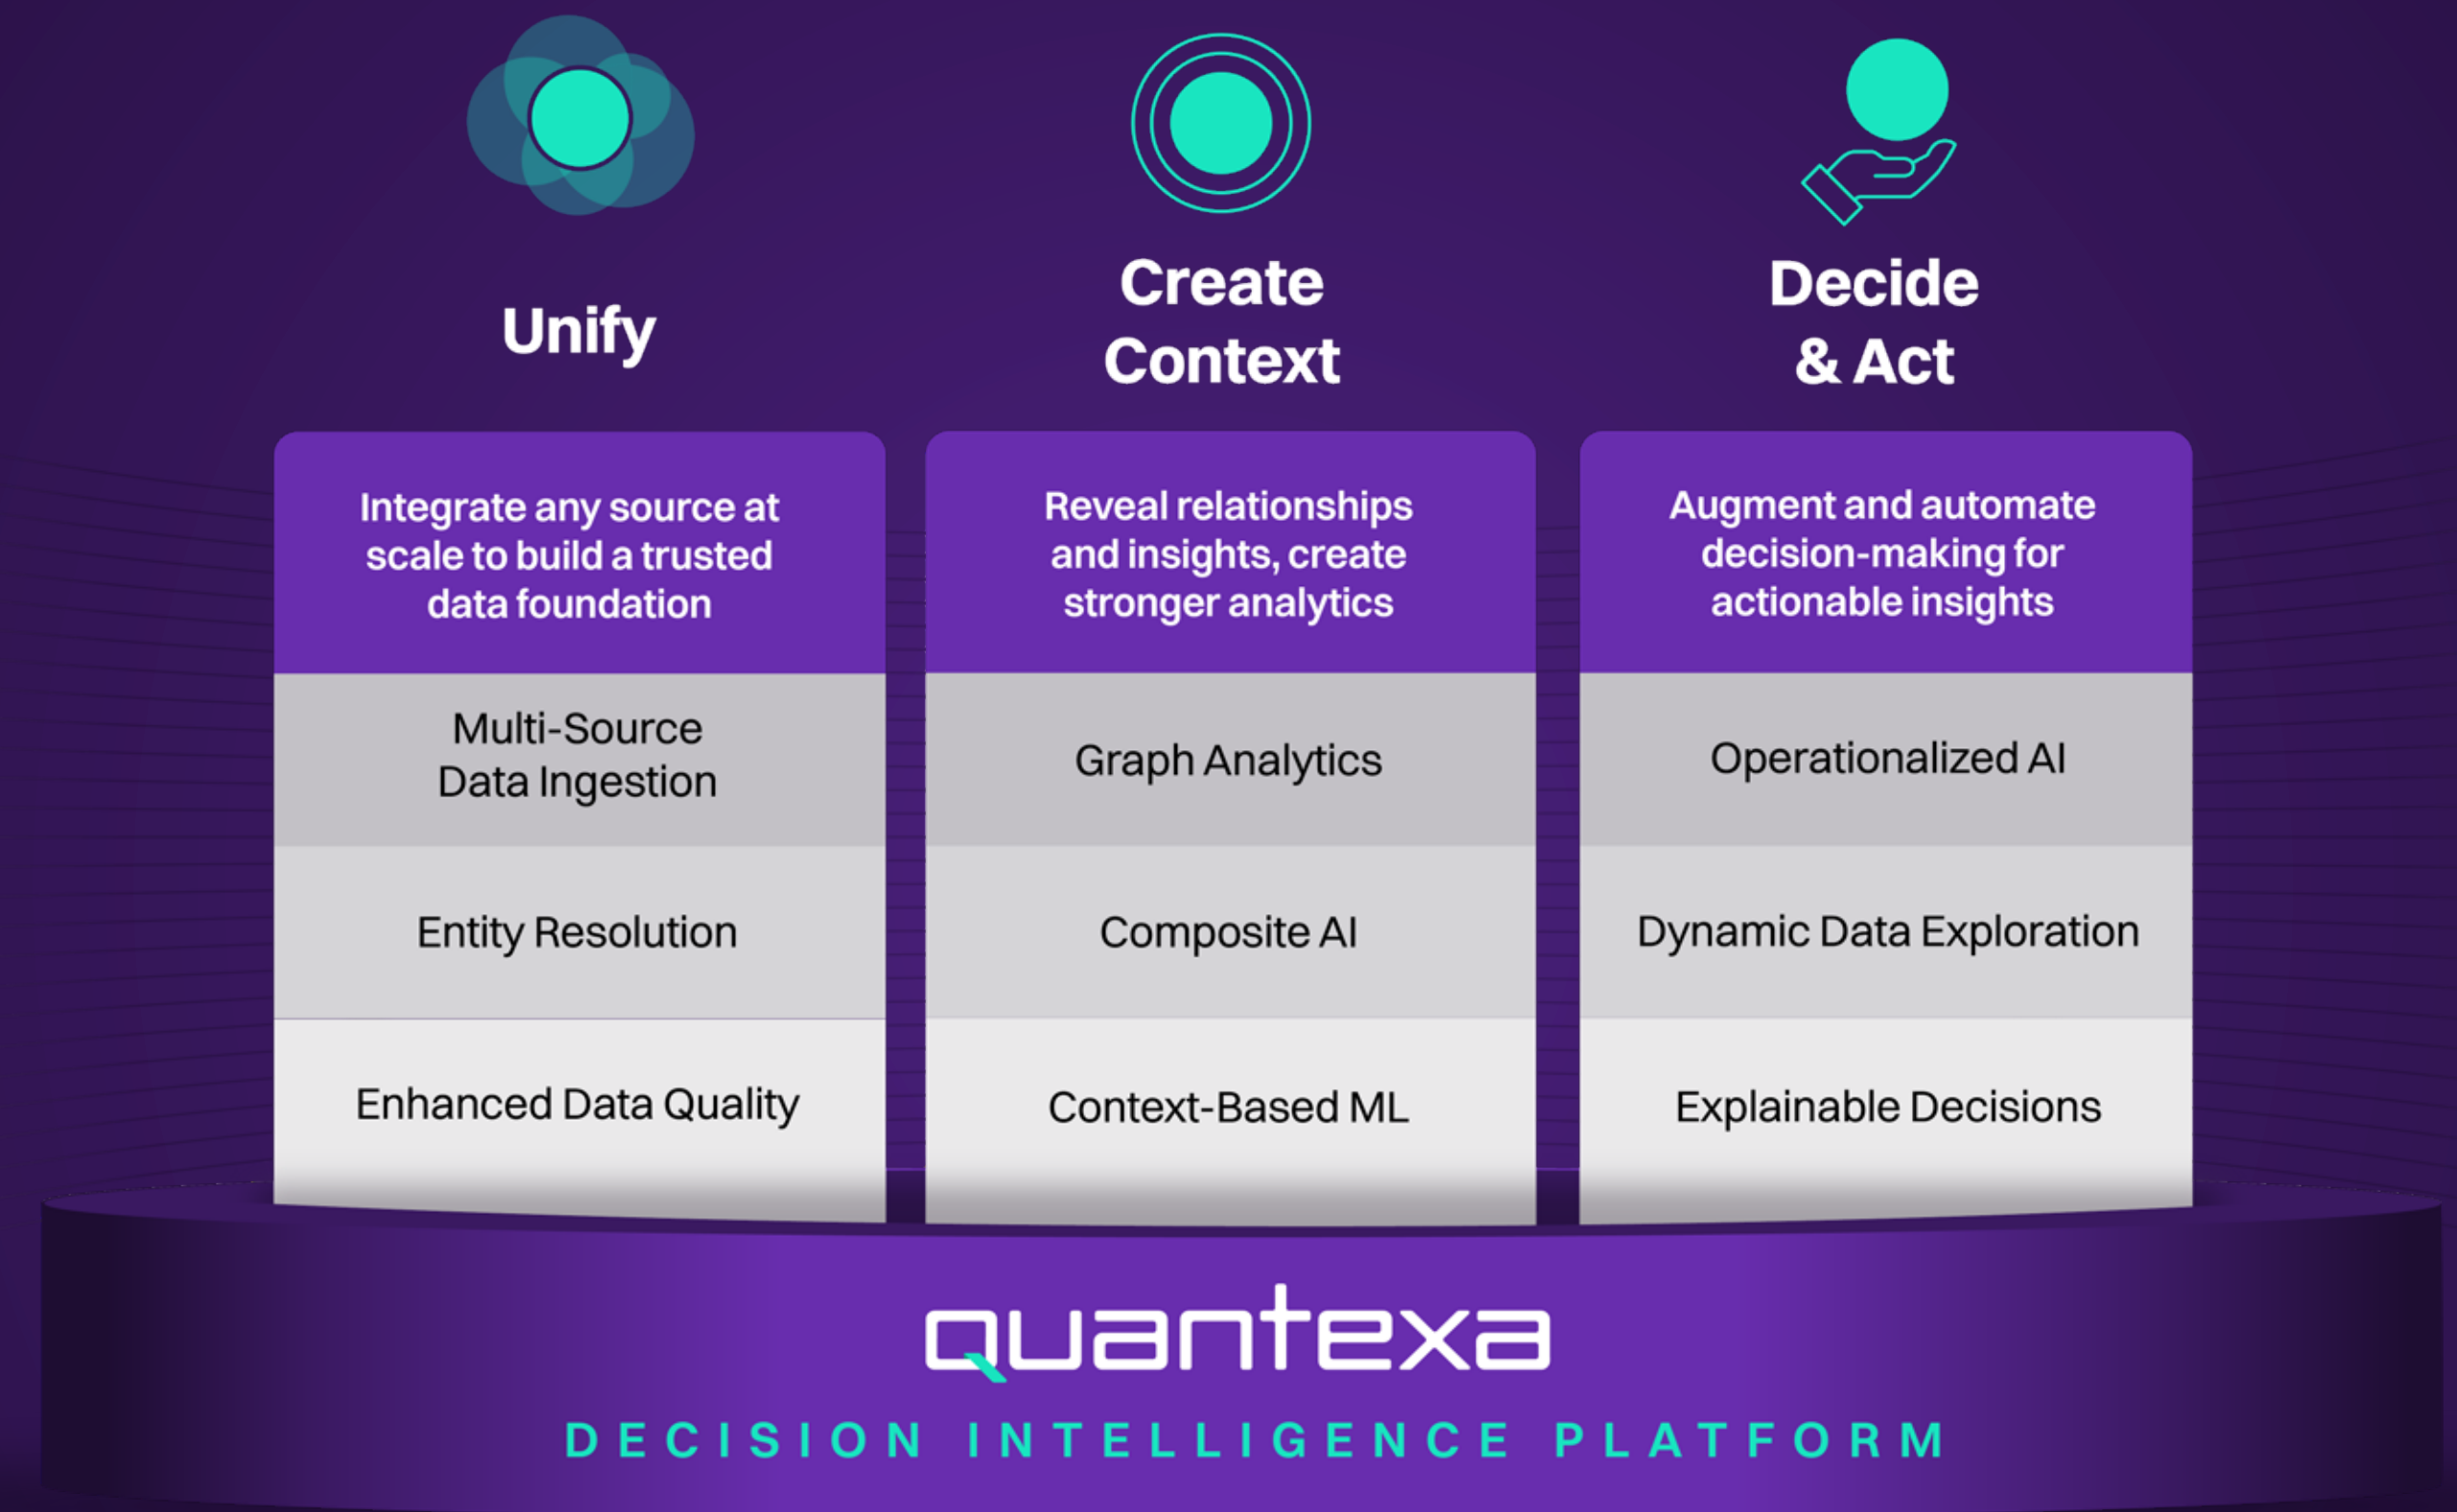 Unify
Create
Context
Decide
& Act
Integrate any source at
scale to build a trusted
data foundation
Multi-Source
Data Ingestion
Entity Resolution
Enhanced Data Quality
Reveal relationships
and insights, create
stronger analytics
Graph Analytics
Composite AI
Context-Based ML
Augment and automate
decision-making for
actionable insights
Operationalized AI
Dynamic Data Exploration
Explainable Decisions
quantexa
DECISION INTELLIGENCE PLATFORM